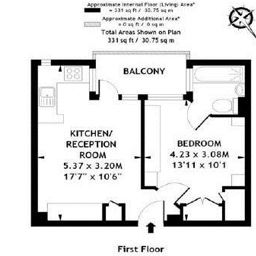 Approximate Internal Floor (Living) Area*
= 331 sq ft / 30.75 sq m
Approximate Additional Area*
= 0 sq ft / 0 sq m
Total Areas Shown on Plan
331 sq ft / 30.75 sq m
BALCONY
KITCHEN/
RECEPTION
ROOM
5.37 x 3.20M
17'7" x 10'6"
BEDROOM
4.23 x 3.08M
13'11 x 10'1
First Floor